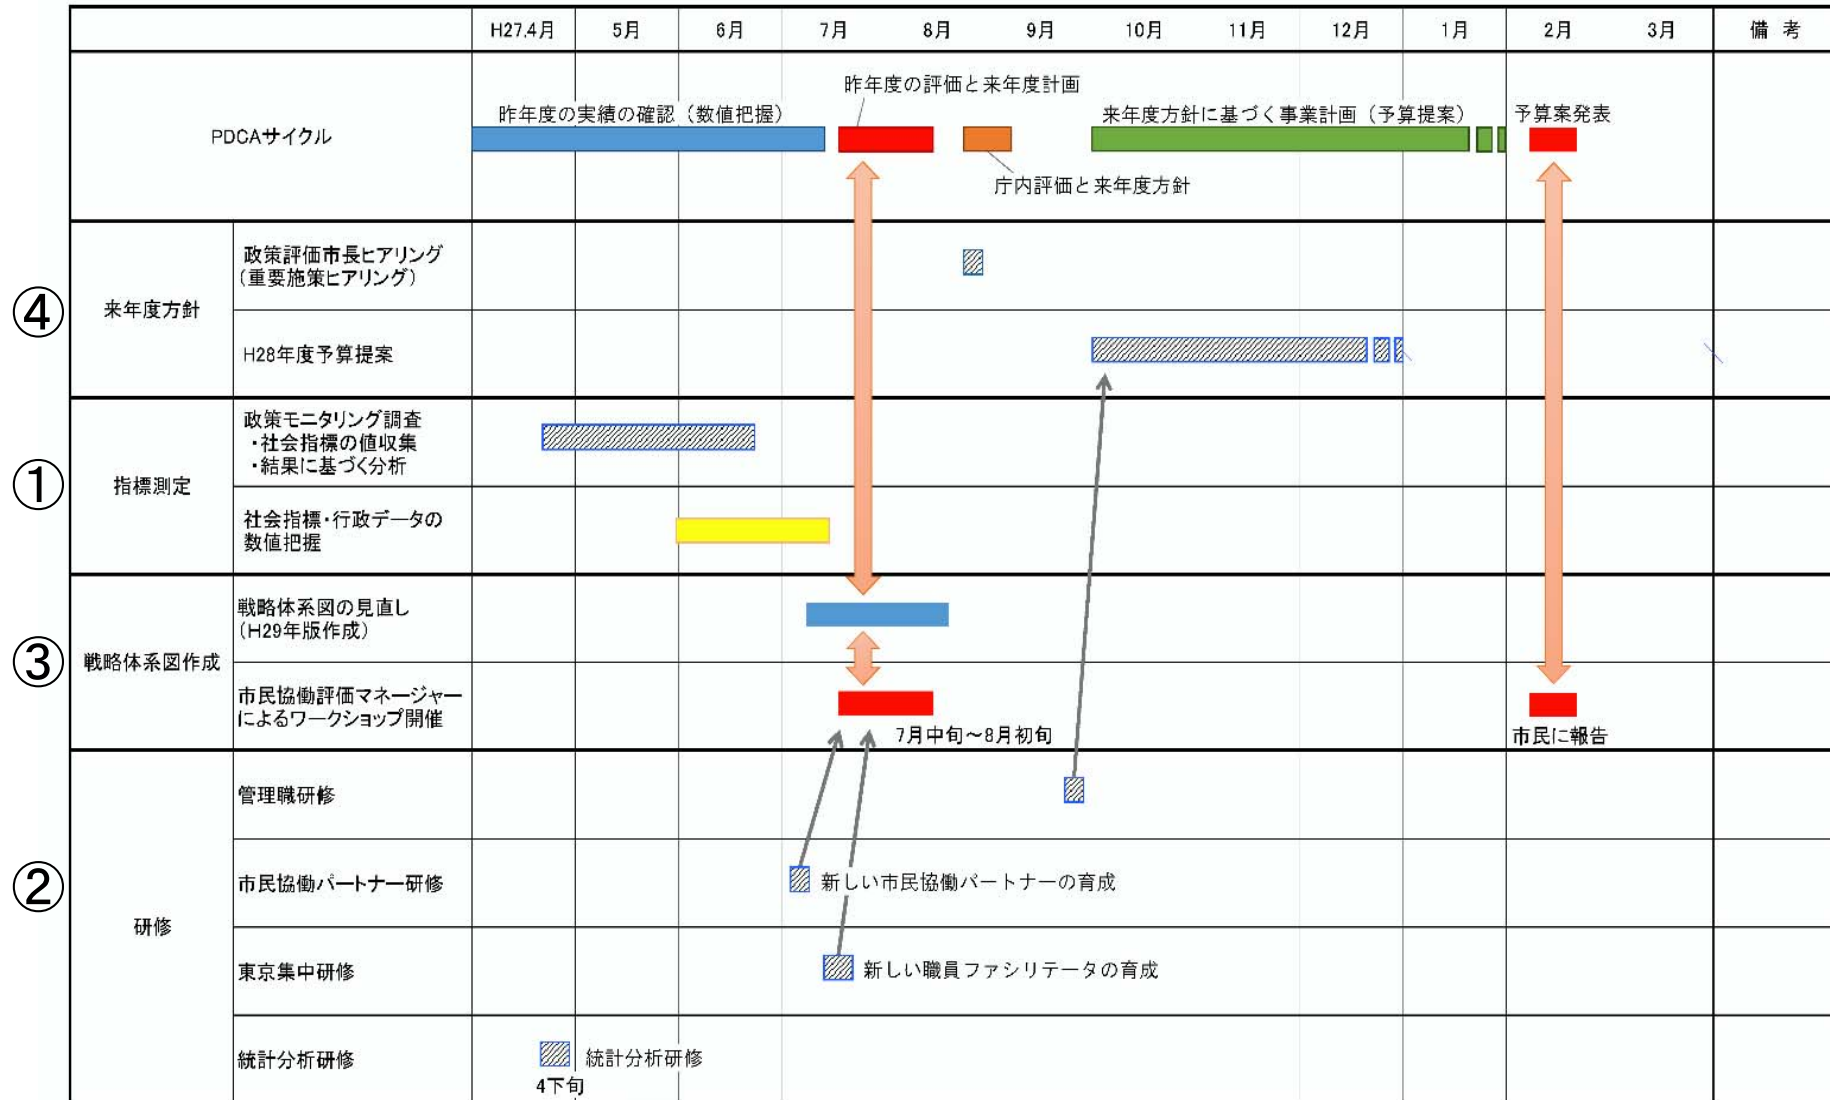 H27.4月 5月 6月 7月 8月 9月 10月 11月 12月 1月 2月 3月 備 考
PDCAサイクル
昨年度の実績の確認（数値把握）
昨年度の評価と来年度計画
庁内評価と来年度方針
来年度方針に基づく事業計画（予算提案）
予算案発表
④
来年度方針
政策評価市長ヒアリング
（重要施策ヒアリング）
H28年度予算提案
①
指標測定
政策モニタリング調査
・社会指標の値収集
・結果に基づく分析
社会指標・行政データの
数値把握
③
戦略体系図作成
戦略体系図の見直し
（H29年版作成）
市民協働評価マネージャー
によるワークショップ開催
7月中旬～8月初旬
市民に報告
②
研修
管理職研修
市民協働パートナー研修
新しい市民協働パートナーの育成
東京集中研修
新しい職員ファシリテータの育成
統計分析研修
統計分析研修
4下旬